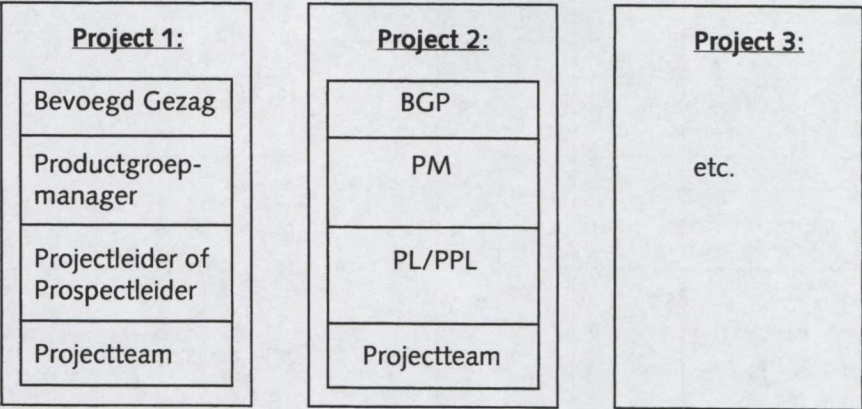 Project 1:
Bevoegd Gezag
Productgroep-
manager
Projectleider of
Prospectleider
Projectteam
Project 2:
BGP
PM
PL/PPL
Projectteam
Project 3:
etc.